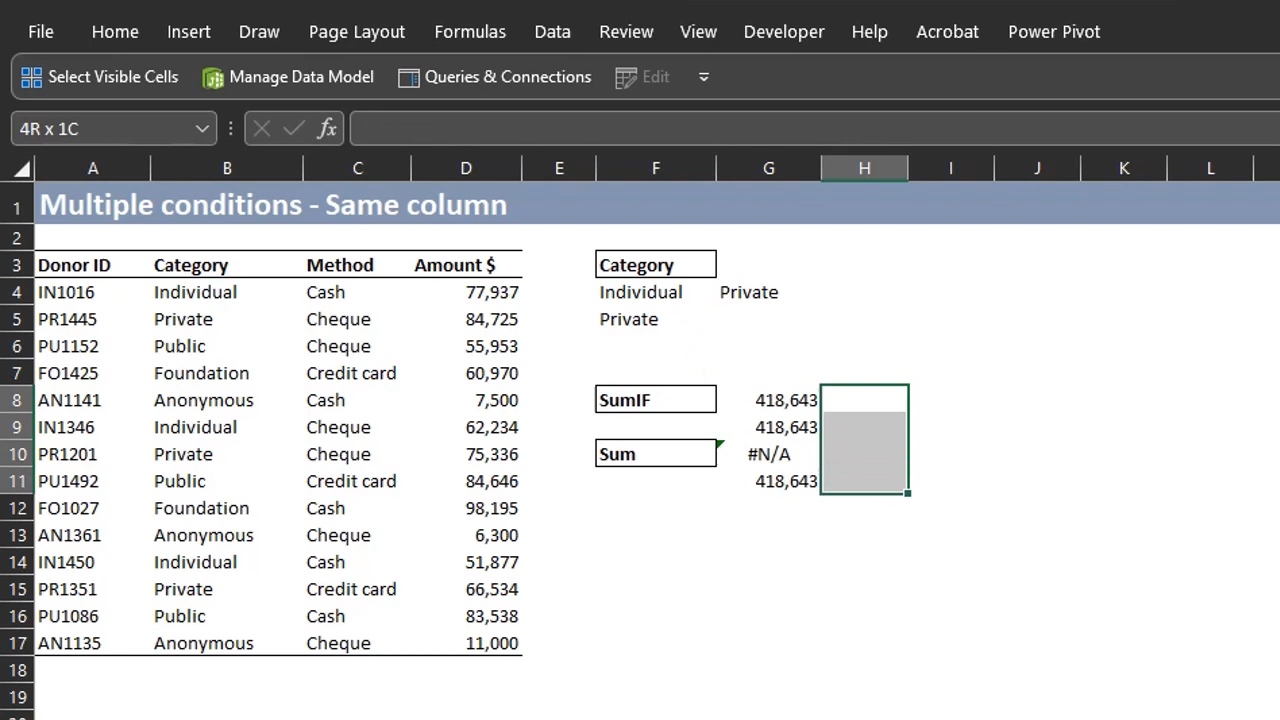 File Home Insert Draw Page Layout Formulas Data Review View Developer Help Acrobat Power Pivot
Select Visible Cells Manage Data Model Queries & Connections Edit
4R x 1C fx
A B C D E F G H I J K L
1 Multiple conditions - Same column
2
3 Donor ID Category Method Amount $ Category
4 IN1016 Individual Cash 77,937 Individual Private
5 PR1445 Private Cheque 84,725 Private
6 PU1152 Public Cheque 55,953
7 FO1425 Foundation Credit card 60,970
8 AN1141 Anonymous Cash 7,500 SumIF 418,643
9 IN1346 Individual Cheque 62,234 418,643
10 PR1201 Private Cheque 75,336 Sum #N/A
11 PU1492 Public Credit card 84,646 418,643
12 FO1027 Foundation Cash 98,195
13 AN1361 Anonymous Cheque 6,300
14 IN1450 Individual Cash 51,877
15 PR1351 Private Credit card 66,534
16 PU1086 Public Cash 83,538
17 AN1135 Anonymous Cheque 11,000
18
19